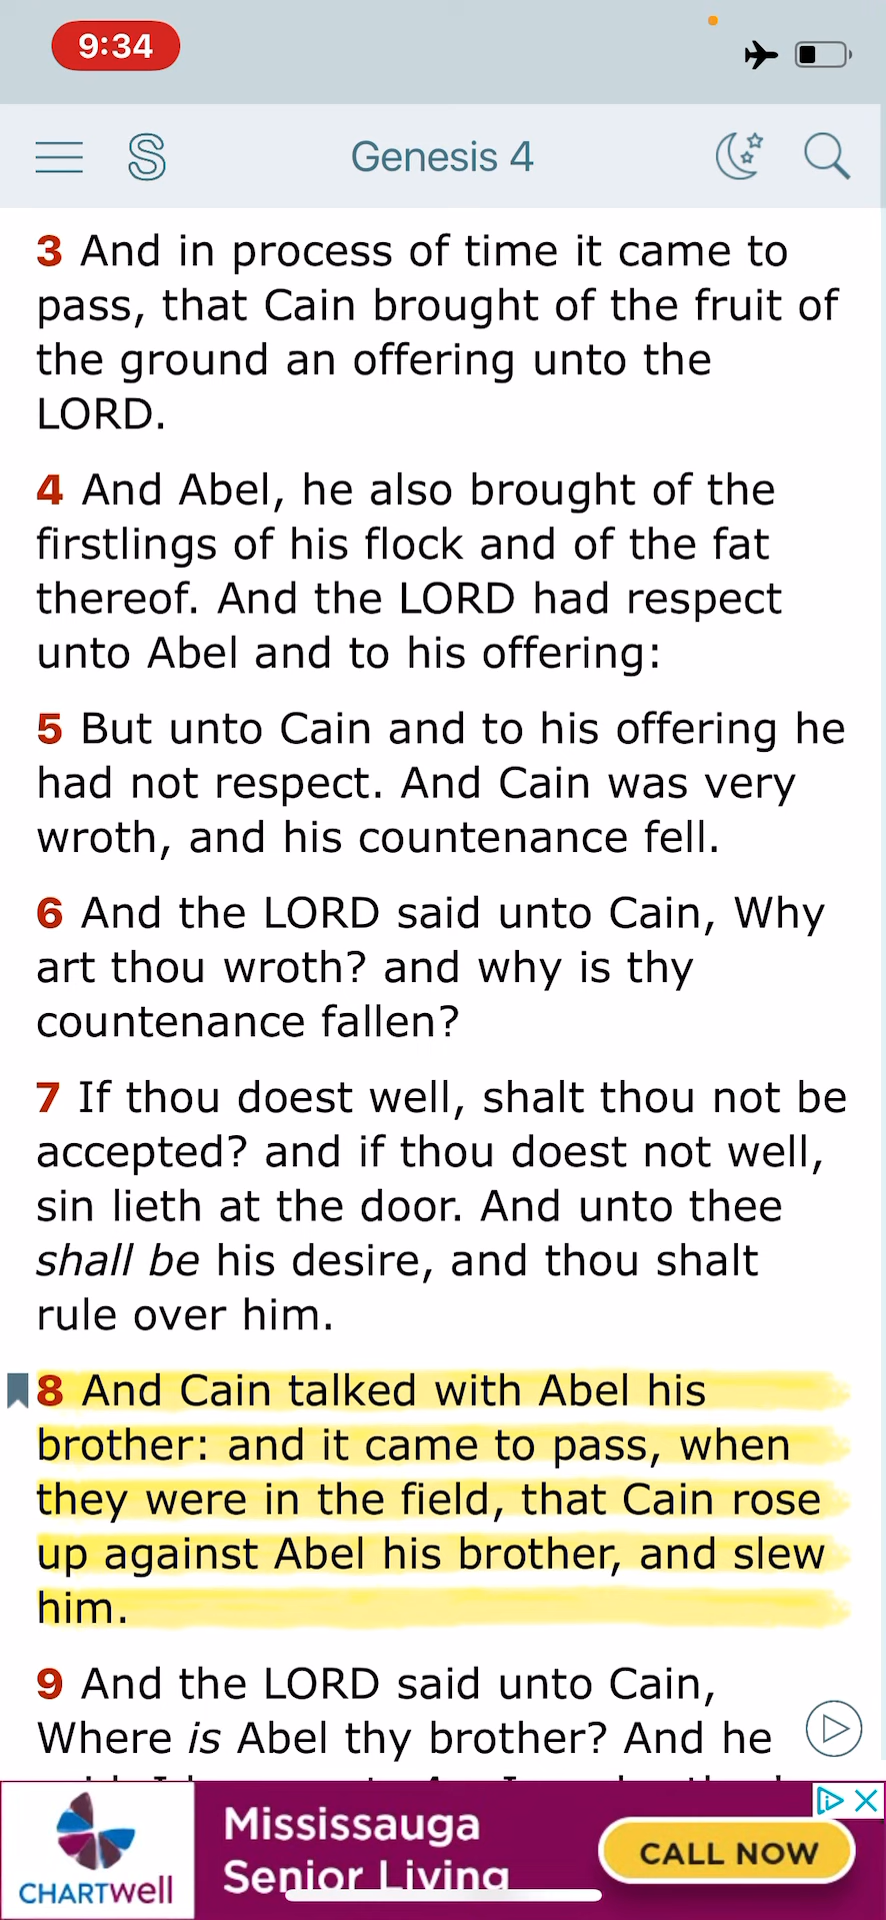 9:34
S
Genesis 4
3 And in process of time it came to
pass, that Cain brought of the fruit of
the ground an offering unto the
LORD.
4 And Abel, he also brought of the
firstlings of his flock and of the fat
thereof. And the LORD had respect
unto Abel and to his offering:
5 But unto Cain and to his offering he
had not respect. And Cain was very
wroth, and his countenance fell.
6 And the LORD said unto Cain, Why
art thou wroth? and why is thy
countenance fallen?
7 If thou doest well, shalt thou not be
accepted? and if thou doest not well,
sin lieth at the door. And unto thee
shall be his desire, and thou shalt
rule over him.
8 And Cain talked with Abel his
brother: and it came to pass, when
they were in the field, that Cain rose
up against Abel his brother, and slew
him.
9 And the LORD said unto Cain,
Where is Abel thy brother? And he
Mississauga
Senior Living
CALL NOW
CHARTWell